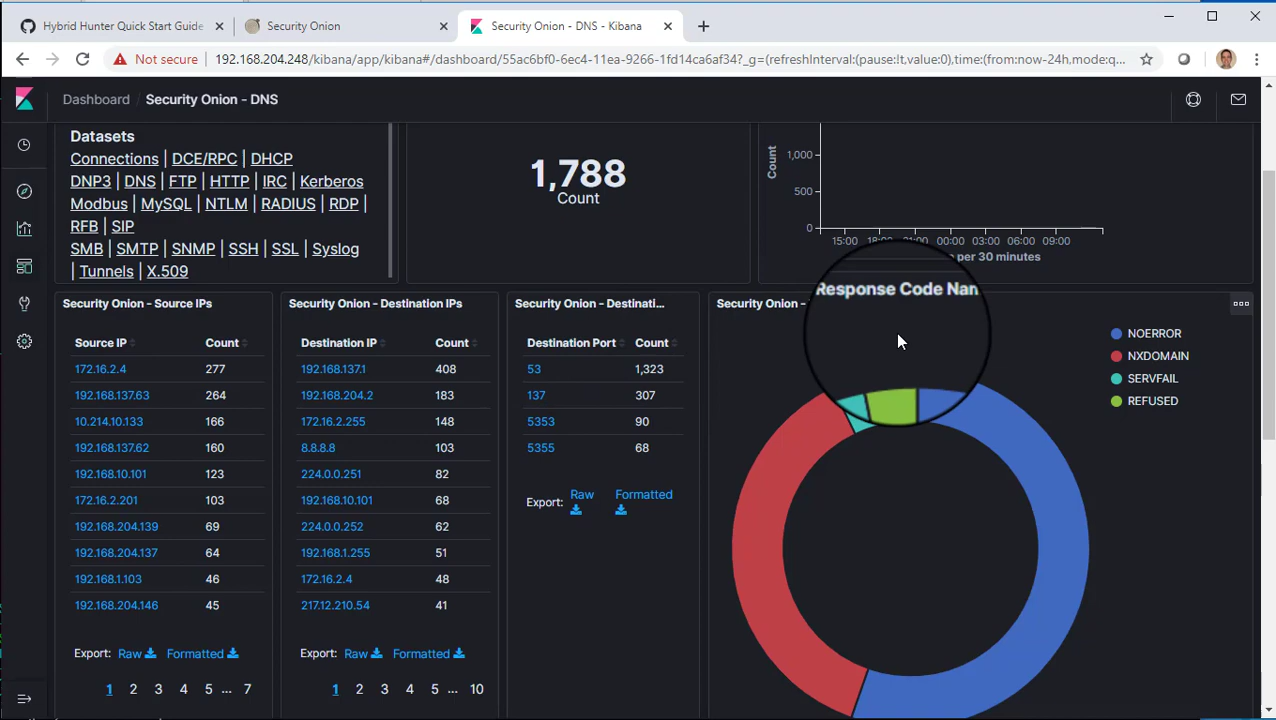 Hybrid Hunter Quick Start Guide
Security Onion
Security Onion - DNS - Kibana
Not secure
192.168.204.248/kibana/app/kibana#/dashboard/55ac6bf0-6ec4-11ea-9266-1fd14ca6af34?_g=(refreshInterval:(pause:!t,value:0),time:(from:now-24h,mode:q...
Dashboard / Security Onion - DNS
Datasets
Connections | DCE/RPC | DHCP
DNP3 | DNS | FTP | HTTP | IRC | Kerberos
Modbus | MySQL | NTLM | RADIUS | RDP |
RFB | SIP
SMB | SMTP | SNMP | SSH | SSL | Syslog
| Tunnels | X.509
1,788
Count
Count
1,000
500
0
15:00 18:00 21:00 00:00 03:00 06:00 09:00
per 30 minutes
Security Onion - Source IPs
Source IP Count
172.16.2.4 277
192.168.137.63 264
10.214.10.133 166
192.168.137.62 160
192.168.10.101 123
172.16.2.201 103
192.168.204.139 69
192.168.204.137 64
192.168.1.103 46
192.168.204.146 45
Export: Raw Formatted
1 2 3 4 5 ... 7
Security Onion - Destination IPs
Destination IP Count
192.168.137.1 408
192.168.204.2 183
172.16.2.255 148
8.8.8.8 103
224.0.0.251 82
192.168.10.101 68
224.0.0.252 62
192.168.1.255 51
172.16.2.4 48
217.12.210.54 41
Export: Raw Formatted
1 2 3 4 5 ... 10
Security Onion - Destinati...
Destination Port Count
53 1,323
137 307
5353 90
5355 68
Export: Raw Formatted
Security Onion - Response Code Nam
NOERROR
NXDOMAIN
SERVFAIL
REFUSED